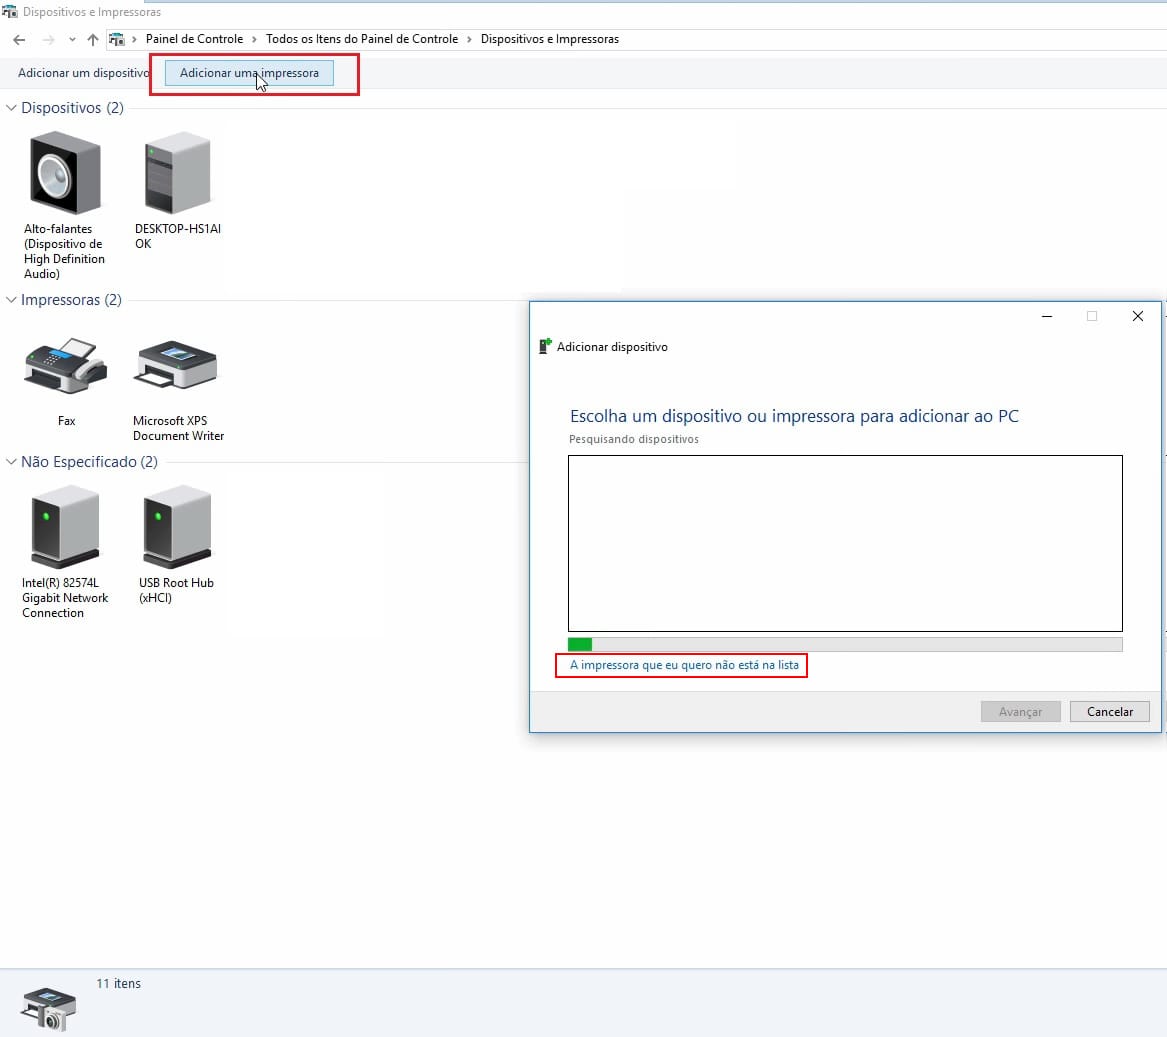 Dispositivos e Impressoras
Painel de Controle > Todos os Itens do Painel de Controle > Dispositivos e Impressoras
Adicionar um dispositivo Adicionar uma impressora
Dispositivos (2)
Alto-falantes
(Dispositivo de
High Definition
Audio)
DESKTOP-HS1AI
OK
Impressoras (2)
Fax
Microsoft XPS
Document Writer
Não Especificado (2)
Intel(R) 82574L
Gigabit Network
Connection
USB Root Hub
(xHCI)
Adicionar dispositivo
Escolha um dispositivo ou impressora para adicionar ao PC
Pesquisando dispositivos
A impressora que eu quero não está na lista
Avançar Cancelar
11 itens